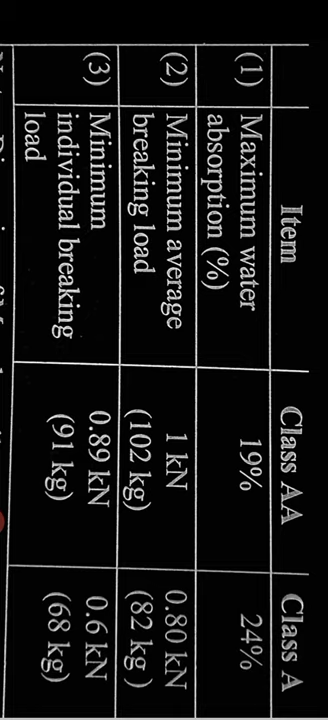 Item Class AA Class A
(1) Maximum water
absorption (%) 19% 24%
(2) Minimum average 1 kN 0.80 kN
breaking load (102 kg) (82 kg )
(3) Minimum 0.89 kN 0.6 kN
individual breaking (91 kg) (68 kg)
load